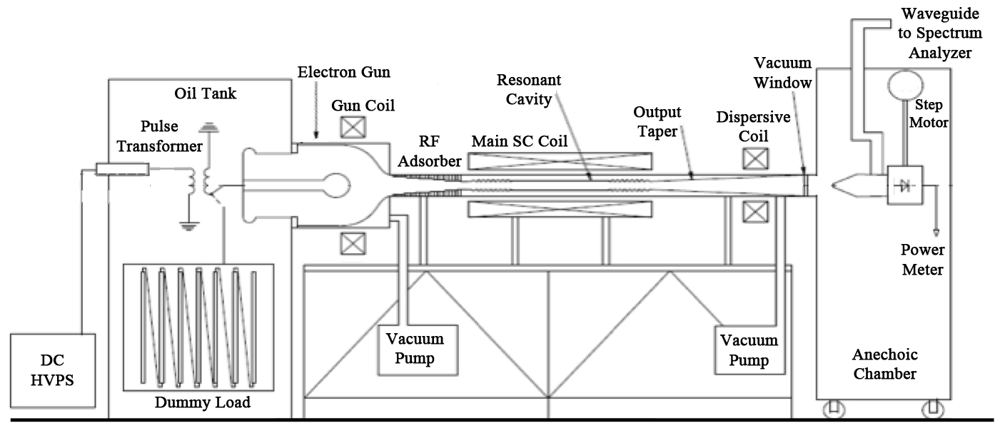 Waveguide
to Spectrum
Analyzer
Vacuum
Window
Electron Gun
Resonant
Cavity
Oil Tank
Gun Coil
Step
Motor
Output
Taper
Dispersive
Coil
Pulse
Transformer
RF
Adsorber
Main SC Coil
Power
Meter
Vacuum
Pump
Vacuum
Pump
DC
HVPS
Anechoic
Chamber
Dummy Load